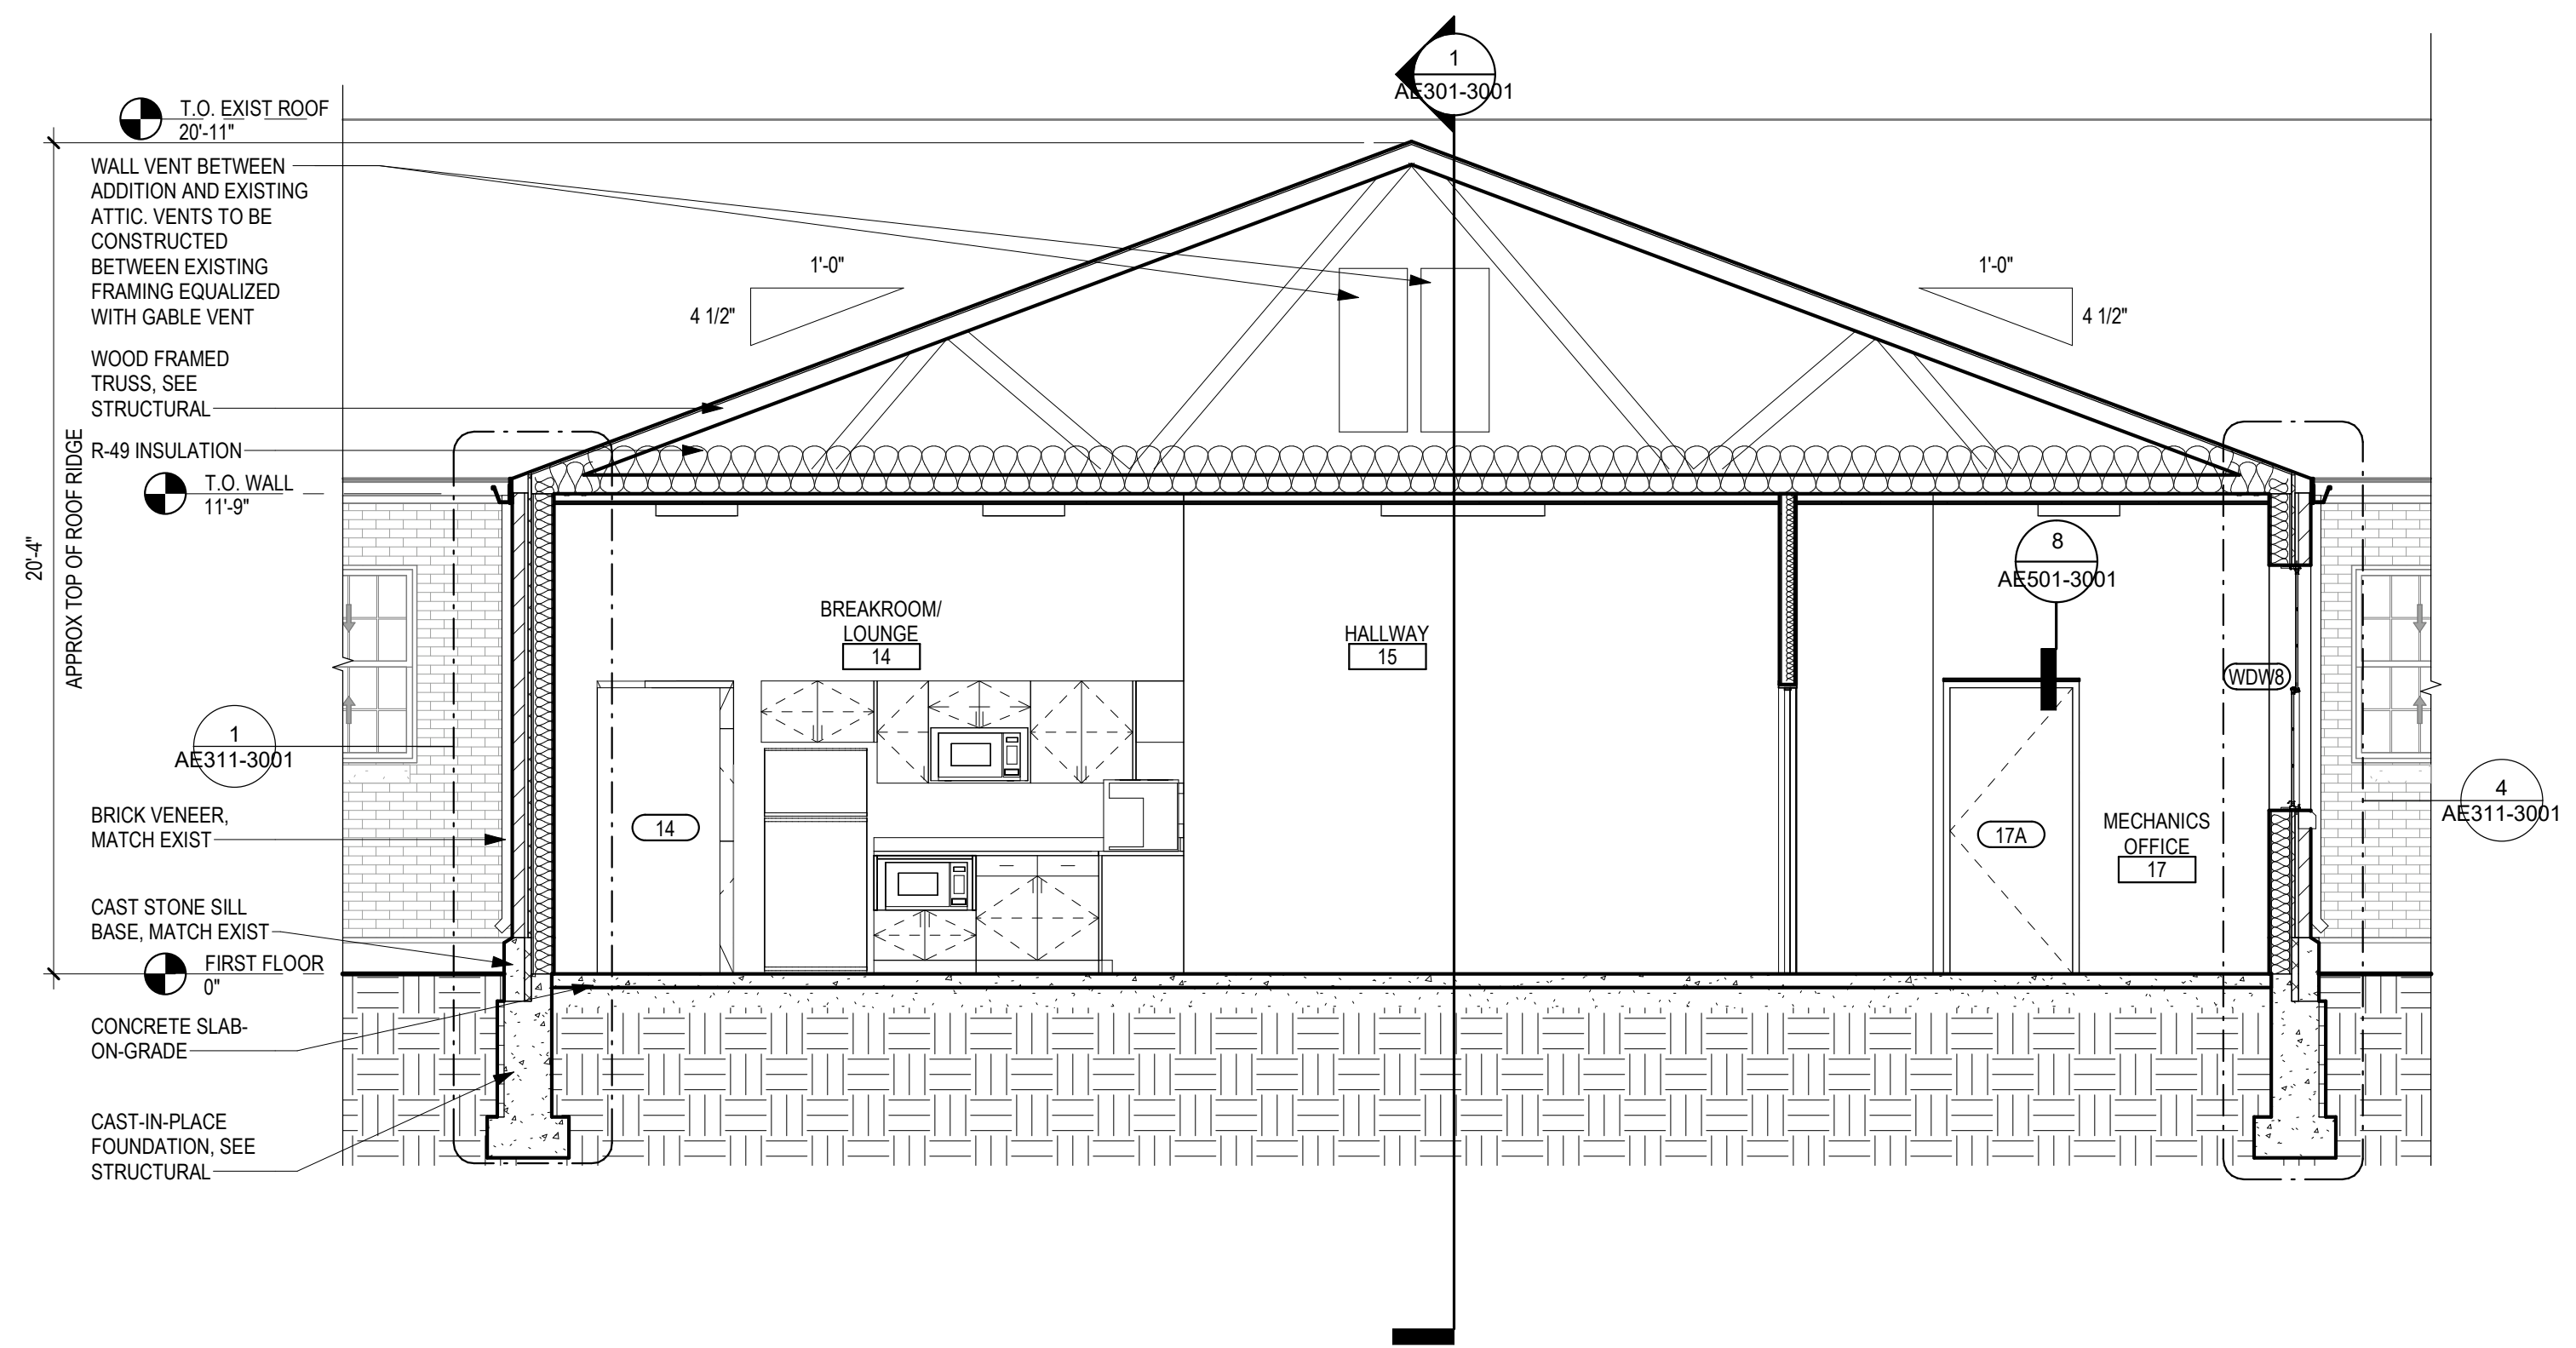 1
AE301-3001
T.O. EXIST ROOF
20'-11"
WALL VENT BETWEEN
ADDITION AND EXISTING
ATTIC. VENTS TO BE
CONSTRUCTED
BETWEEN EXISTING
FRAMING EQUALIZED
WITH GABLE VENT
1'-0"
4 1/2"
1'-0"
4 1/2"
WOOD FRAMED
TRUSS, SEE
STRUCTURAL
R-49 INSULATION
T.O. WALL
11'-9"
20'-4"
APPROX TOP OF ROOF RIDGE
8
AE501-3001
BREAKROOM/
LOUNGE
14
HALLWAY
15
WDW8
1
AE311-3001
4
AE311-3001
BRICK VENEER,
MATCH EXIST
14
17A
MECHANICS
OFFICE
17
CAST STONE SILL
BASE, MATCH EXIST
FIRST FLOOR
0"
CONCRETE SLAB-
ON-GRADE
CAST-IN-PLACE
FOUNDATION, SEE
STRUCTURAL